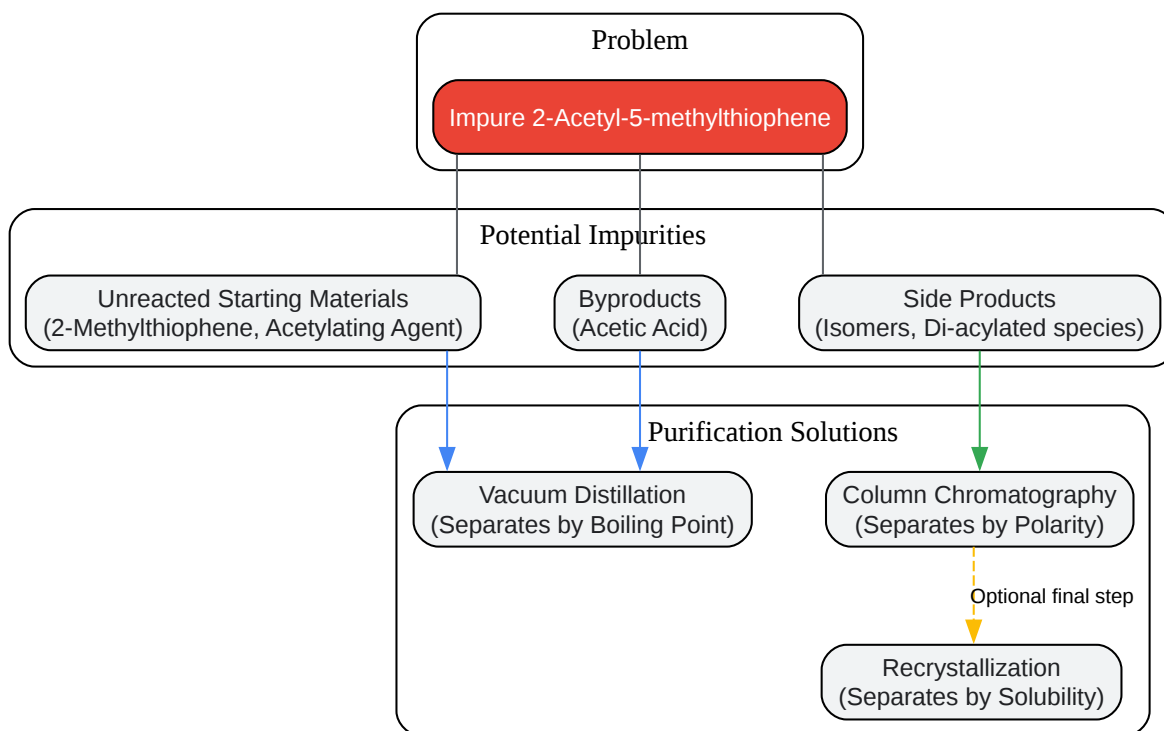 Problem
Impure 2-Acetyl-5-methylthiophene
Potential Impurities
Unreacted Starting Materials
(2-Methylthiophene, Acetylating Agent)
Byproducts
(Acetic Acid)
Side Products
(Isomers, Di-acylated species)
Purification Solutions
Vacuum Distillation
(Separates by Boiling Point)
Column Chromatography
(Separates by Polarity)
Optional final step
Recrystallization
(Separates by Solubility)